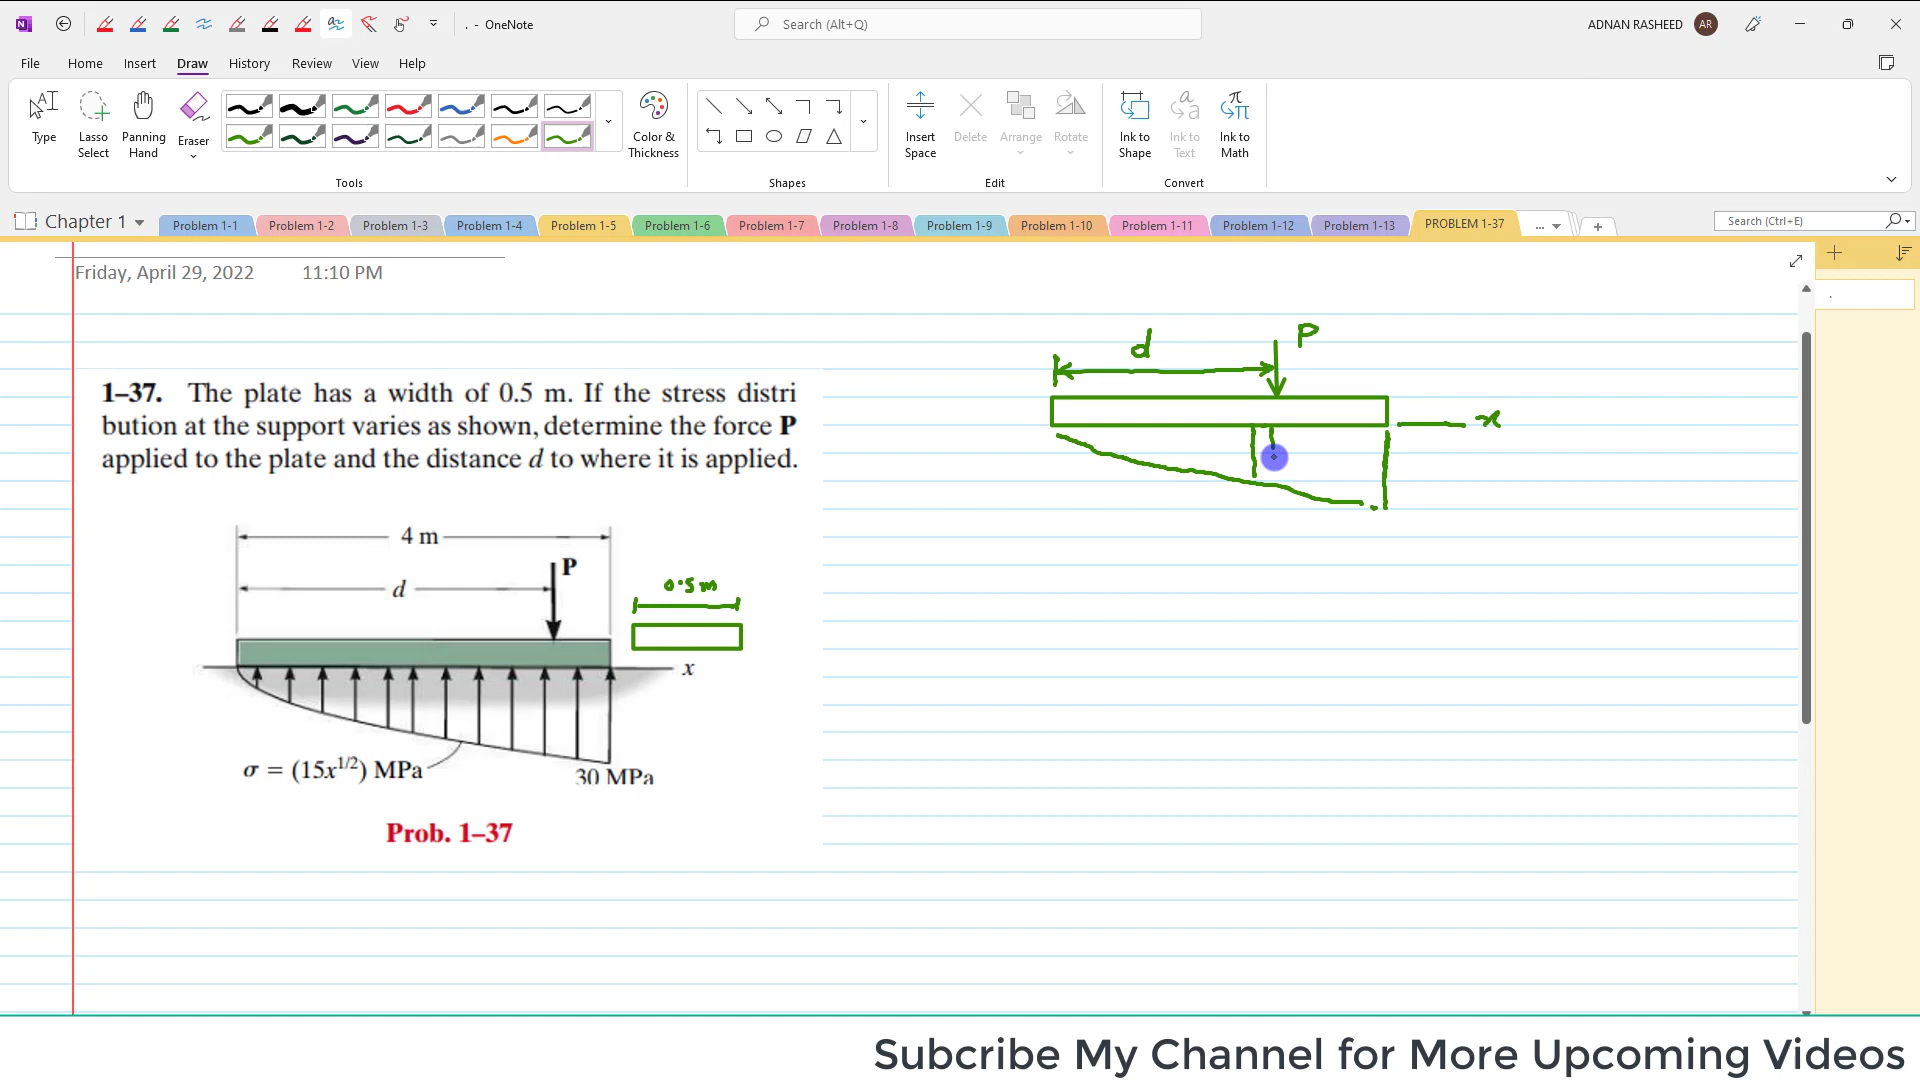 . - OneNote
Search (Alt+Q)
ADNAN RASHEED
AR
File Home Insert Draw History Review View Help
Type
Lasso Select
Panning Hand
Eraser
Color & Thickness
Insert Space
Delete
Arrange
Rotate
Ink to Shape
Ink to Text
Ink to Math
Tools
Shapes
Edit
Convert
Chapter 1
Problem 1-1
Problem 1-2
Problem 1-3
Problem 1-4
Problem 1-5
Problem 1-6
Problem 1-7
Problem 1-8
Problem 1-9
Problem 1-10
Problem 1-11
Problem 1-12
Problem 1-13
PROBLEM 1-37
...
Search (Ctrl+E)
Friday, April 29, 2022 11:10 PM
1–37. The plate has a width of 0.5 m. If the stress distri
bution at the support varies as shown, determine the force P
applied to the plate and the distance d to where it is applied.
4 m
P
d
0.5 m
x
σ = (15x^1/2) MPa
30 MPa
Prob. 1–37
d
P
x
Subcribe My Channel for More Upcoming Videos